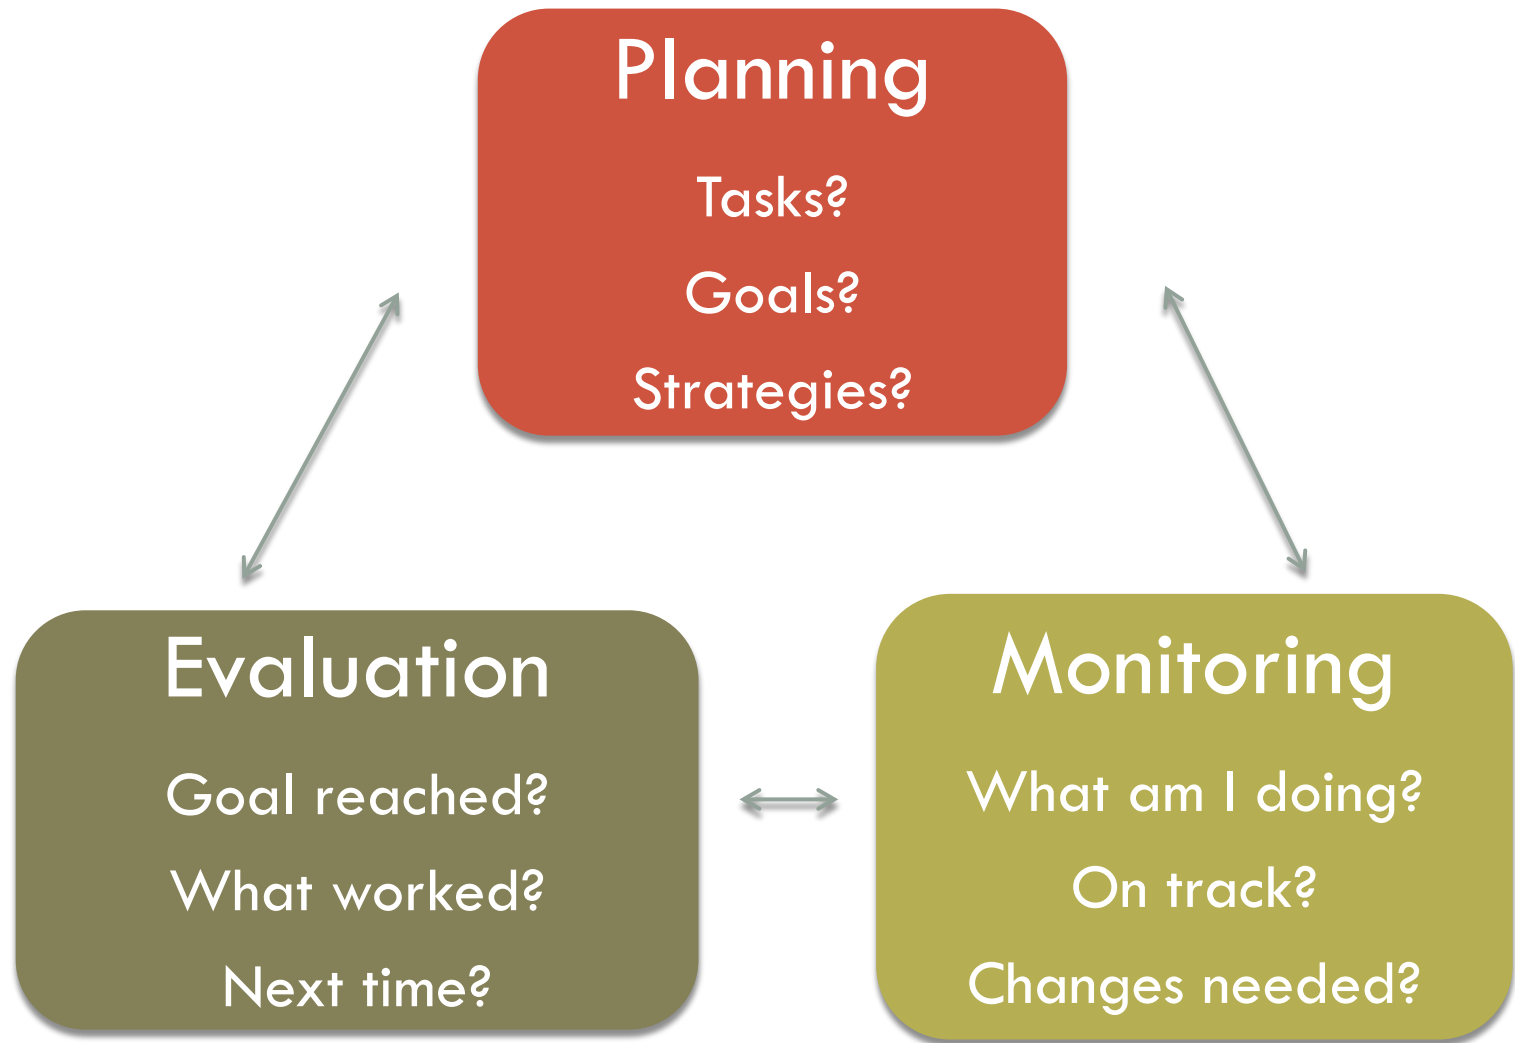 Planning
Tasks?
Goals?
Strategies?
Evaluation
Goal reached?
What worked?
Next time?
Monitoring
What am I doing?
On track?
Changes needed?